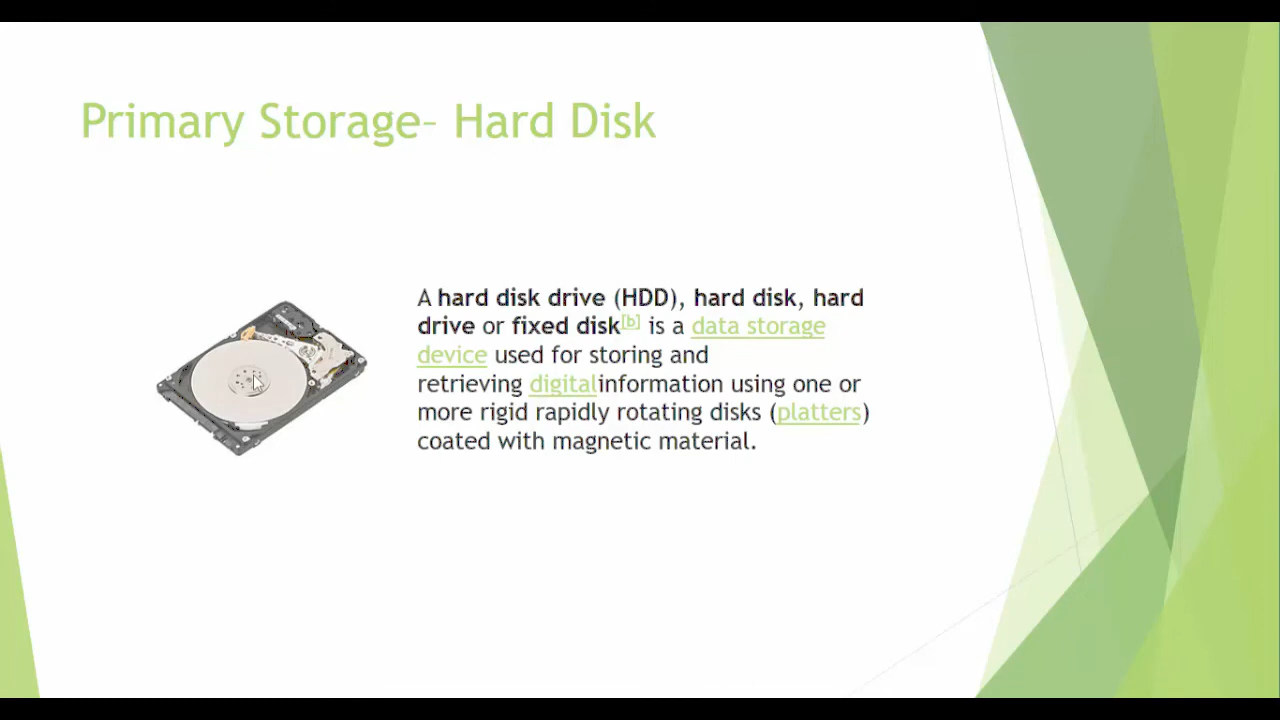 Primary Storage– Hard Disk
A hard disk drive (HDD), hard disk, hard
drive or fixed disk[b] is a data storage
device used for storing and
retrieving digitalinformation using one or
more rigid rapidly rotating disks (platters)
coated with magnetic material.